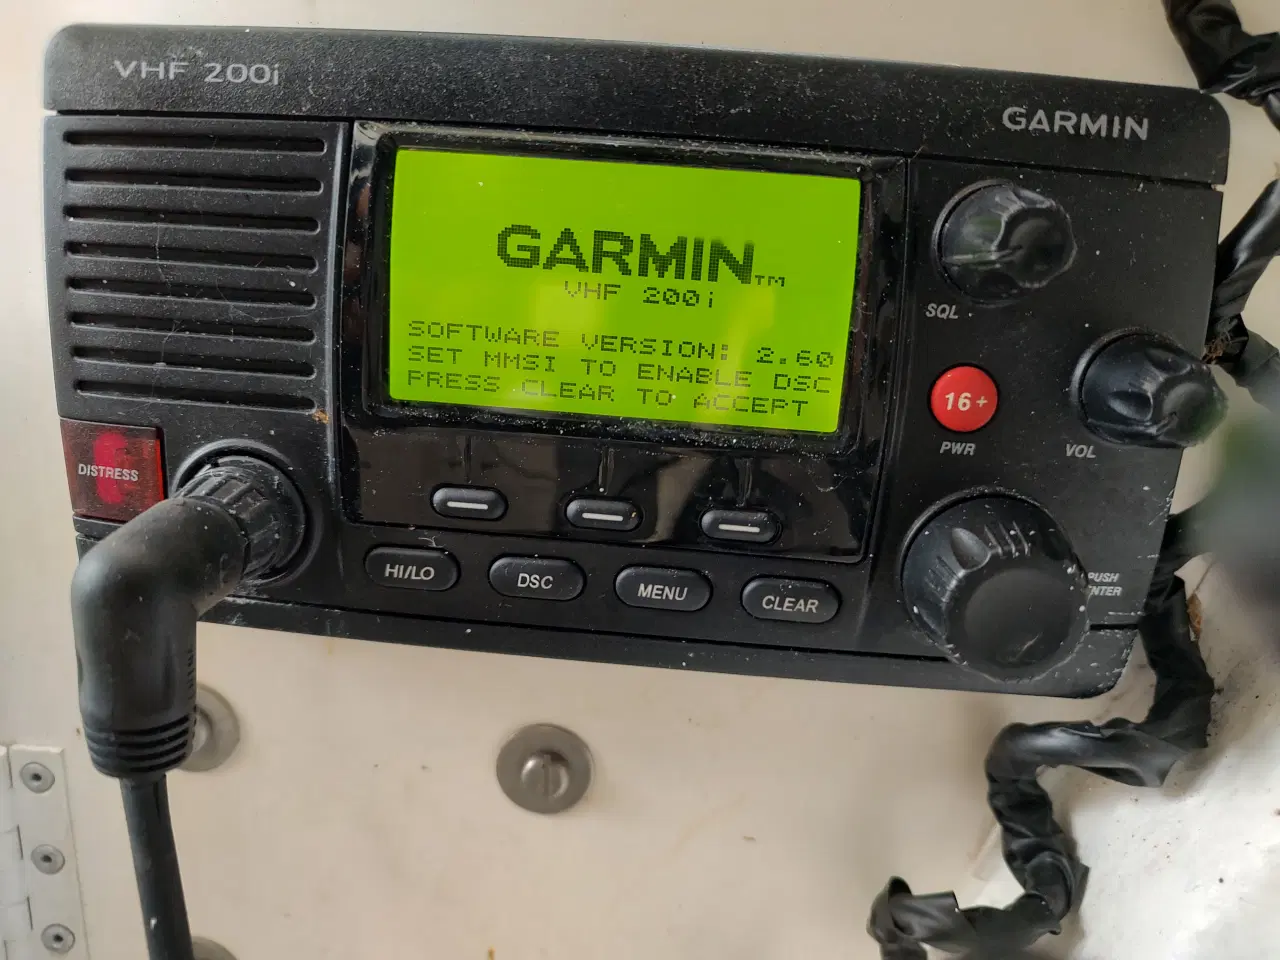 VHF 200i
GARMIN
GARMIN™
VHF 200i
SOFTWARE VERSION: 2.60
SET MMSI TO ENABLE DSC
PRESS CLEAR TO ACCEPT
SQL
16+
PWR
VOL
DISTRESS
HI/LO
DSC
MENU
CLEAR
PUSH